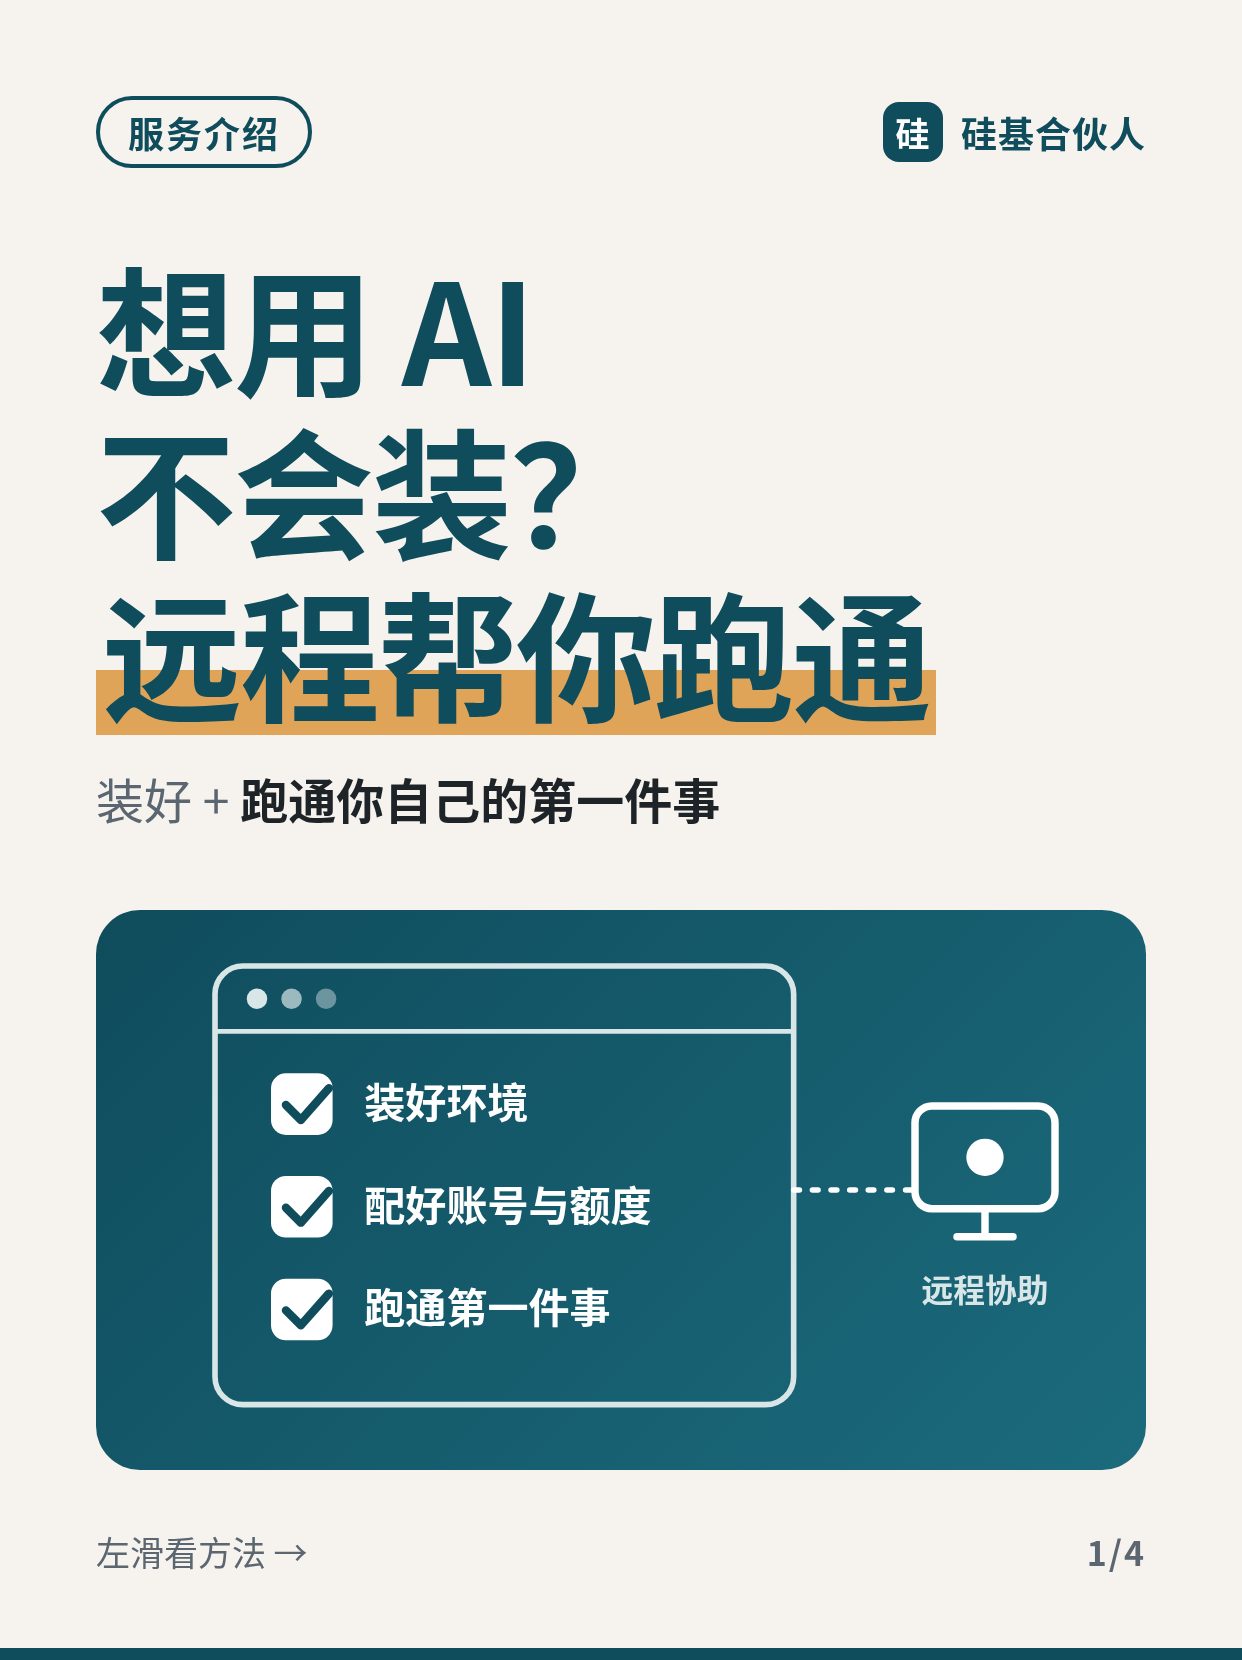 服务介绍
硅 硅基合伙人
想用 AI
不会装？
远程帮你跑通
装好 + 跑通你自己的第一件事
装好环境
配好账号与额度
跑通第一件事
远程协助
左滑看方法 →
1/4